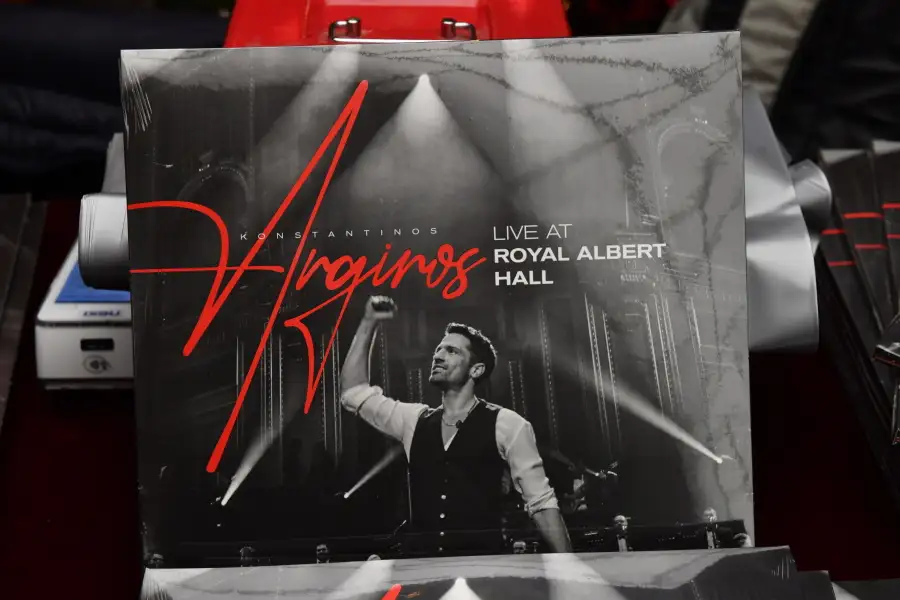 KONSTANTINOS
Argiros
LIVE AT
ROYAL ALBERT
HALL